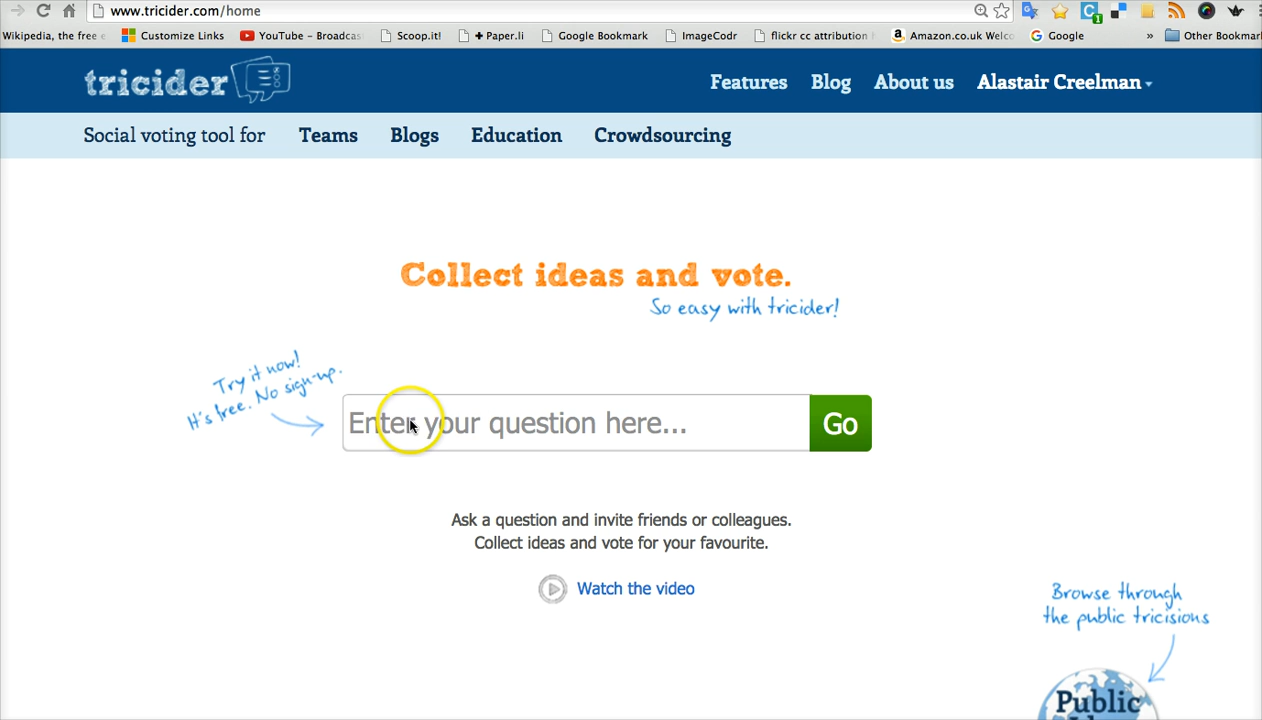 www.tricider.com/home
Wikipedia, the free e
Customize Links
YouTube – Broadcas
Scoop.it!
+ Paper.li
Google Bookmark
ImageCodr
flickr cc attribution
Amazon.co.uk Welco
Google
»
Other Bookmar
1
tricider
Features
Blog
About us
Alastair Creelman
Social voting tool for
Teams
Blogs
Education
Crowdsourcing
Collect ideas and vote.
So easy with tricider!
Try it now!
It's free. No sign-up.
Enter your question here...
Go
Ask a question and invite friends or colleagues.
Collect ideas and vote for your favourite.
Watch the video
Browse through
the public tricisions
Public